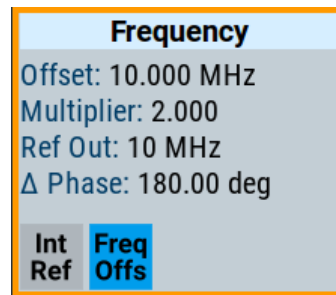 Frequency
Offset: 10.000 MHz
Multiplier: 2.000
Ref Out: 10 MHz
Δ Phase: 180.00 deg
Int Freq
Ref Offs